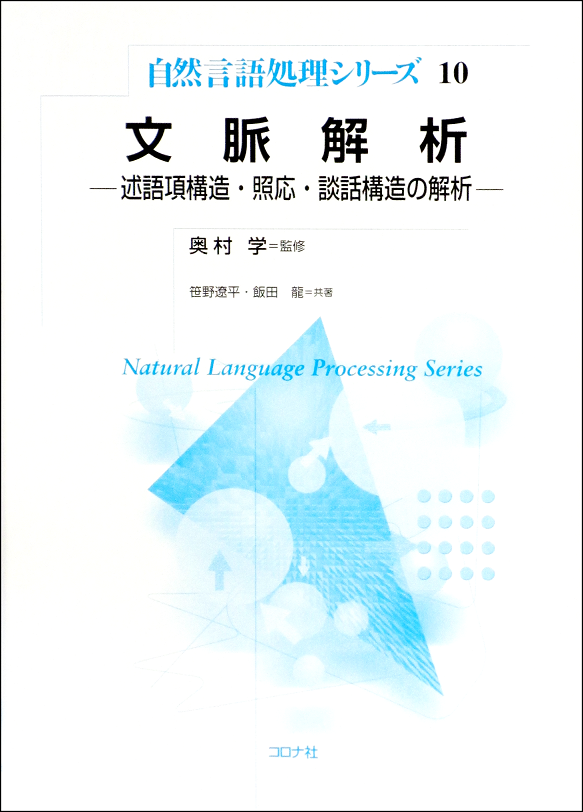 自然言語処理シリーズ 10
文脈解析
―述語項構造・照応・談話構造の解析―
奥村 学=監修
笹野遼平・飯田 龍=共著
Natural Language Processing Series
コロナ社